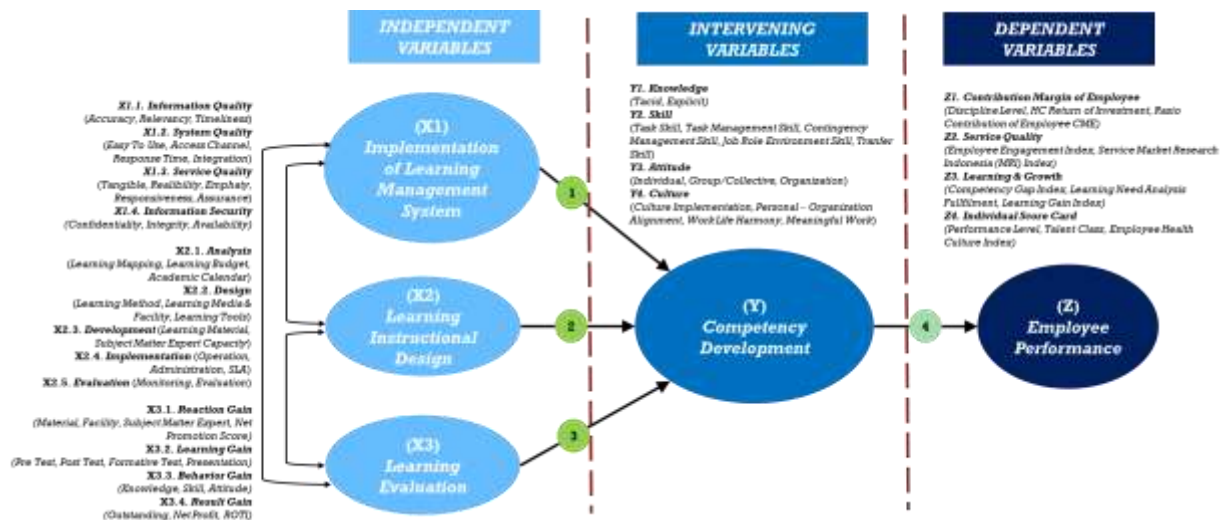 INDEPENDENT
VARIABLES
INTERVENING
VARIABLES
DEPENDENT
VARIABLES
X1.1. Information Quality
(Accuracy, Relevancy, Timeliness)
X1.2. System Quality
(Easy To Use, Access Channel,
Response Time, Integration)
X1.3. Service Quality
(Tangible, Realibility, Emphaty,
Responsiveness, Assurance)
X1.4. Information Security
(Confidentiality, Integrity, Availability)
X2.1. Analysis
(Learning Mapping, Learning Budget,
Academic Calendar)
X2.2. Design
(Learning Method, Learning Media &
Facility, Learning Tools)
X2.3. Development (Learning Material,
Subject Matter Expert Capacity)
X2.4. Implementation (Operation,
Administration, SLA)
X2.5. Evaluation (Monitoring, Evaluation)
X3.1. Reaction Gain
(Material, Facility, Subject Matter Expert, Net
Promotion Score)
X3.2. Learning Gain
(Pre Test, Post Test, Formative Test, Presentation)
X3.3. Behavior Gain
(Knowledge, Skill, Attitude)
X3.4. Result Gain
(Outstanding, Net Profit, ROTI)
(X1)
Implementation
of Learning
Management
System
(X2)
Learning
Instructional
Design
(X3)
Learning
Evaluation
1
2
3
Y1. Knowledge
(Tacid, Explicit)
Y2. Skill
(Task Skill, Task Management Skill, Contingency
Management Skill, Job Role Environment Skill, Tranfer
Skill)
Y3. Attitude
(Individual, Group/Collective, Organization)
Y4. Culture
(Culture Implementation, Personal – Organization
Alignment, Work Life Harmony, Meaningful Work)
(Y)
Competency
Development
4
Z1. Contribution Margin of Employee
(Discipline Level, HC Return of Investment, Rasio
Contribution of Employee CME)
Z2. Service Quality
(Employee Engagement Index, Service Market Research
Indonesia (MRI) Index)
Z3. Learning & Growth
(Competency Gap Index, Learning Need Analysis
Fullfilment, Learning Gain Index)
Z4. Individual Score Card
(Performance Level, Talent Class, Employee Health
Culture Index)
(Z)
Employee
Performance